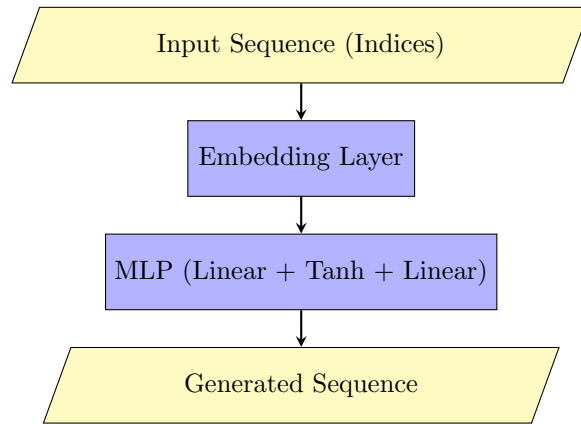 Input Sequence (Indices)
Embedding Layer
MLP (Linear + Tanh + Linear)
Generated Sequence